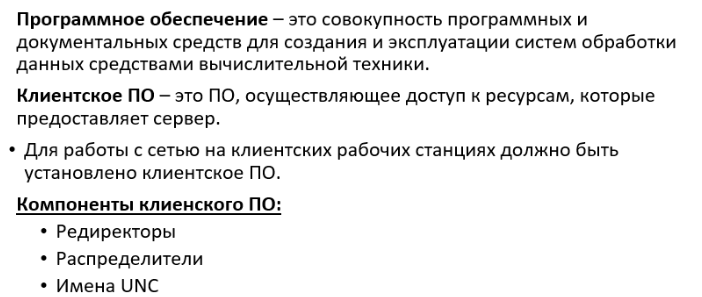 Программное обеспечение – это совокупность программных и
документальных средств для создания и эксплуатации систем обработки
данных средствами вычислительной техники.
Клиентское ПО – это ПО, осуществляющее доступ к ресурсам, которые
предоставляет сервер.
• Для работы с сетью на клиентских рабочих станциях должно быть
установлено клиентское ПО.
Компоненты клиенского ПО:
• Редиректоры
• Распределители
• Имена UNC